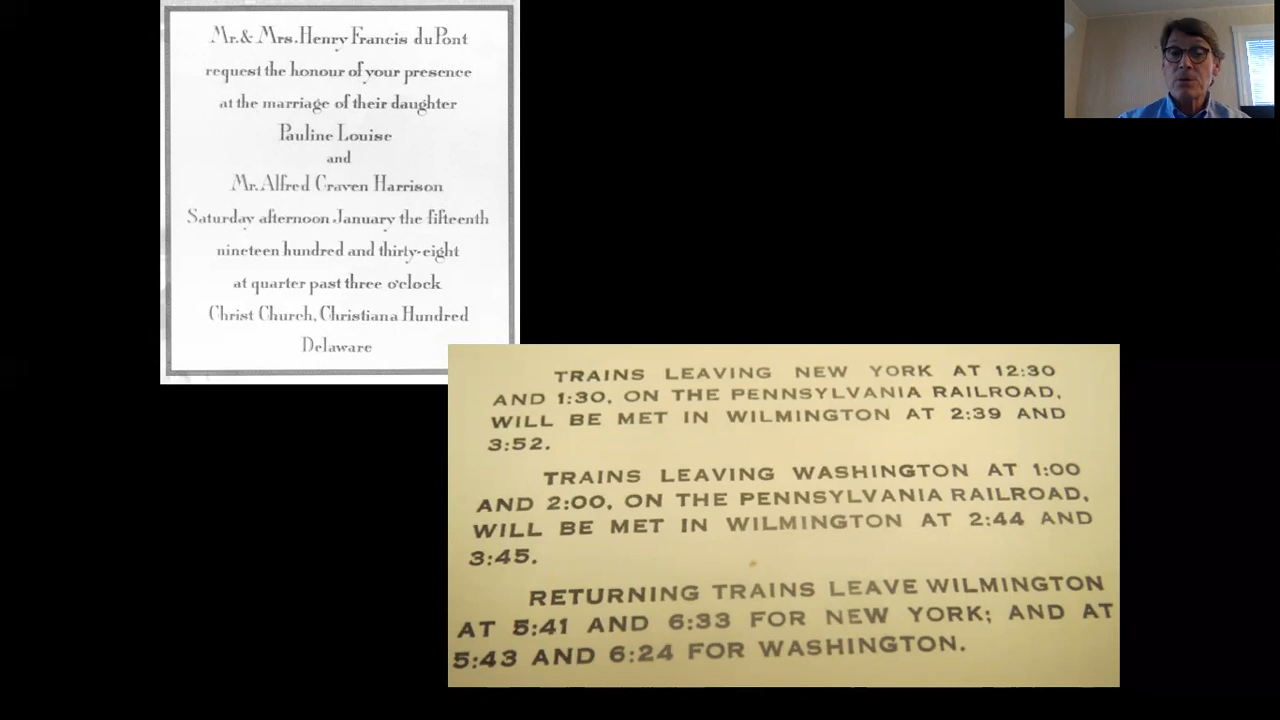 Mr. & Mrs. Henry Francis du Pont
request the honour of your presence
at the marriage of their daughter
Pauline Louise
and
Mr. Alfred Craven Harrison
Saturday afternoon January the fifteenth
nineteen hundred and thirty-eight
at quarter past three o'clock
Christ Church, Christiana Hundred
Delaware
TRAINS LEAVING NEW YORK AT 12:30
AND 1:30, ON THE PENNSYLVANIA RAILROAD,
WILL BE MET IN WILMINGTON AT 2:39 AND
3:52.
TRAINS LEAVING WASHINGTON AT 1:00
AND 2:00, ON THE PENNSYLVANIA RAILROAD,
WILL BE MET IN WILMINGTON AT 2:44 AND
3:45.
RETURNING TRAINS LEAVE WILMINGTON
AT 5:41 AND 6:33 FOR NEW YORK; AND AT
5:43 AND 6:24 FOR WASHINGTON.